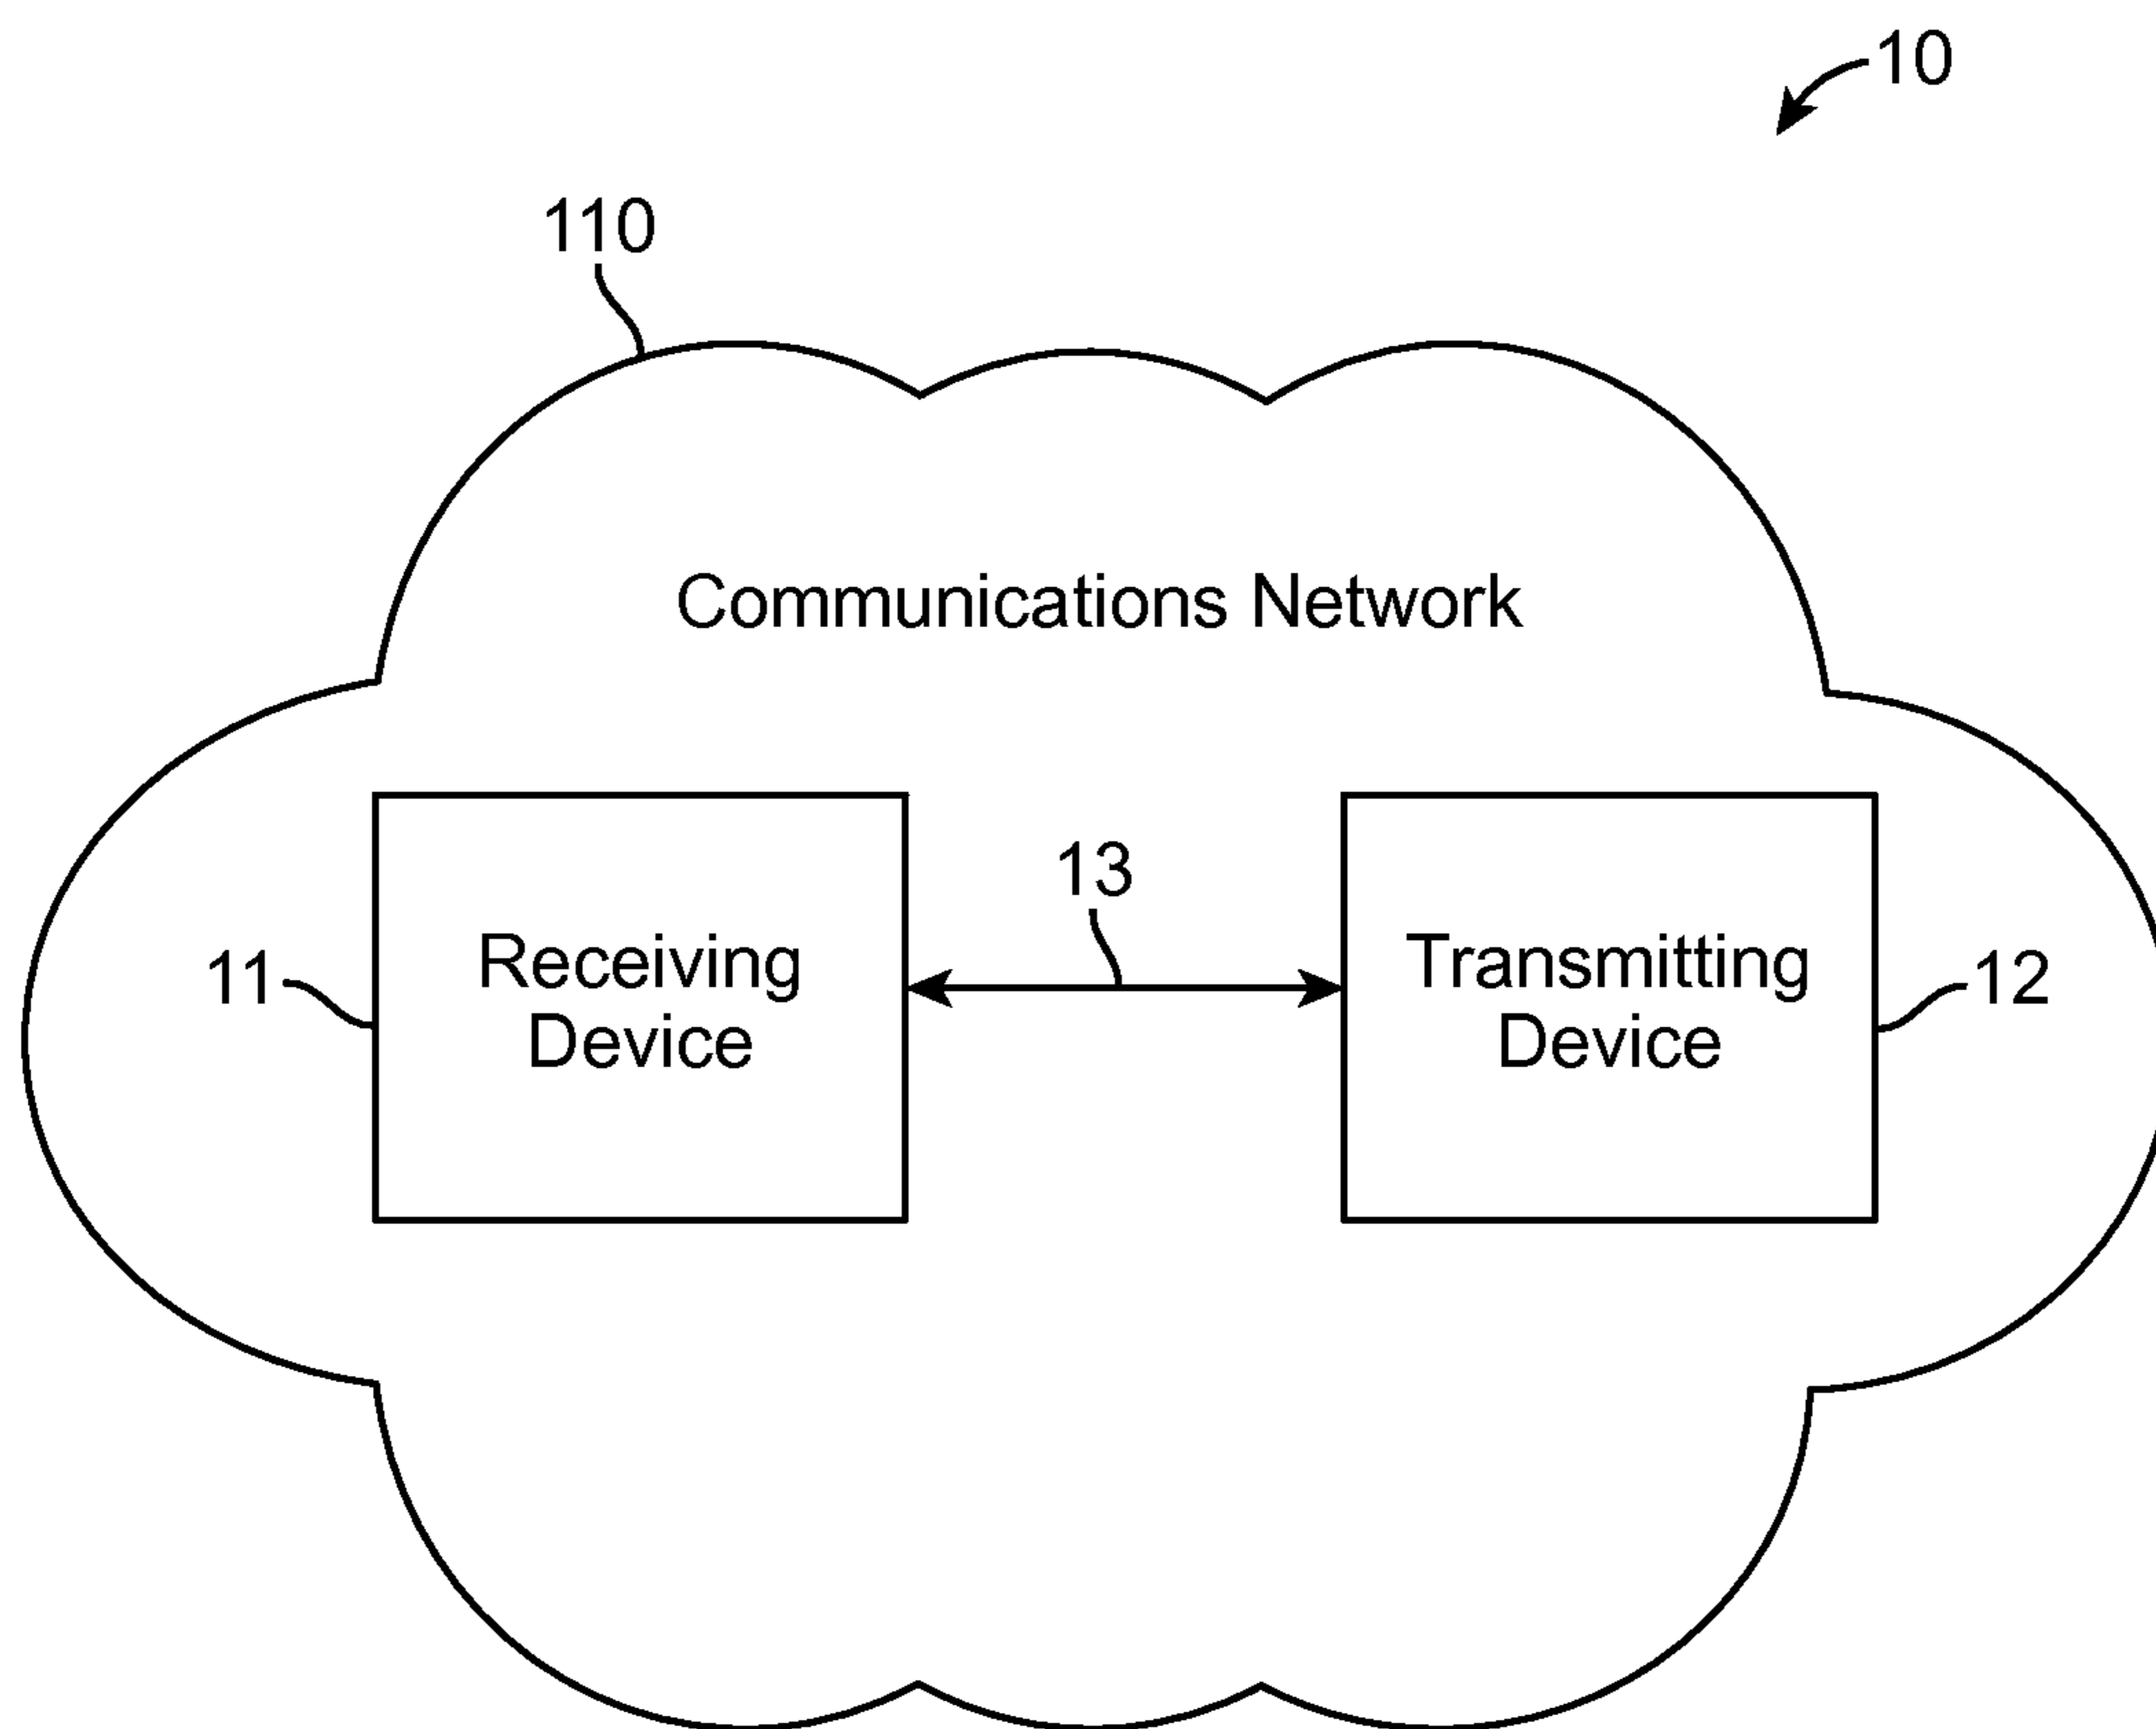 10
110
Communications Network
13
11
Receiving
Device
Transmitting
Device
12